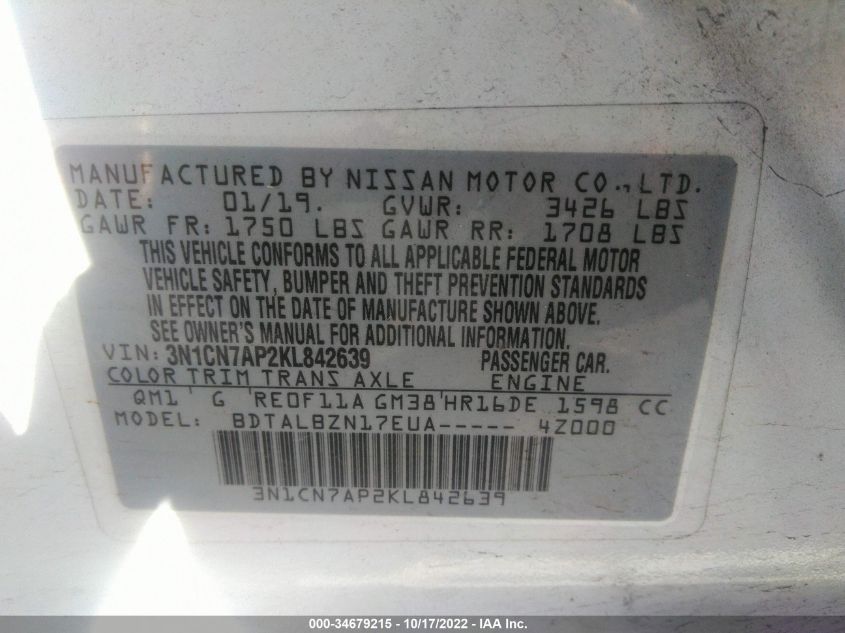 MANUFACTURED BY NISSAN MOTOR CO., LTD.
DATE: 01/19. GVWR: 3426 LBS
GAWR FR: 1750 LBS GAWR RR: 1708 LBS
THIS VEHICLE CONFORMS TO ALL APPLICABLE FEDERAL MOTOR
VEHICLE SAFETY, BUMPER AND THEFT PREVENTION STANDARDS
IN EFFECT ON THE DATE OF MANUFACTURE SHOWN ABOVE.
SEE OWNER'S MANUAL FOR ADDITIONAL INFORMATION.
VIN: 3N1CN7AP2KL842639 PASSENGER CAR.
COLOR TRIM TRANS AXLE ENGINE
QM1 G RE0F11A GM38 HR16DE 1598 CC
MODEL: BDTALBZN17EUA----- 4Z000
3N1CN7AP2KL842639
000-34679215 - 10/17/2022 - IAA Inc.